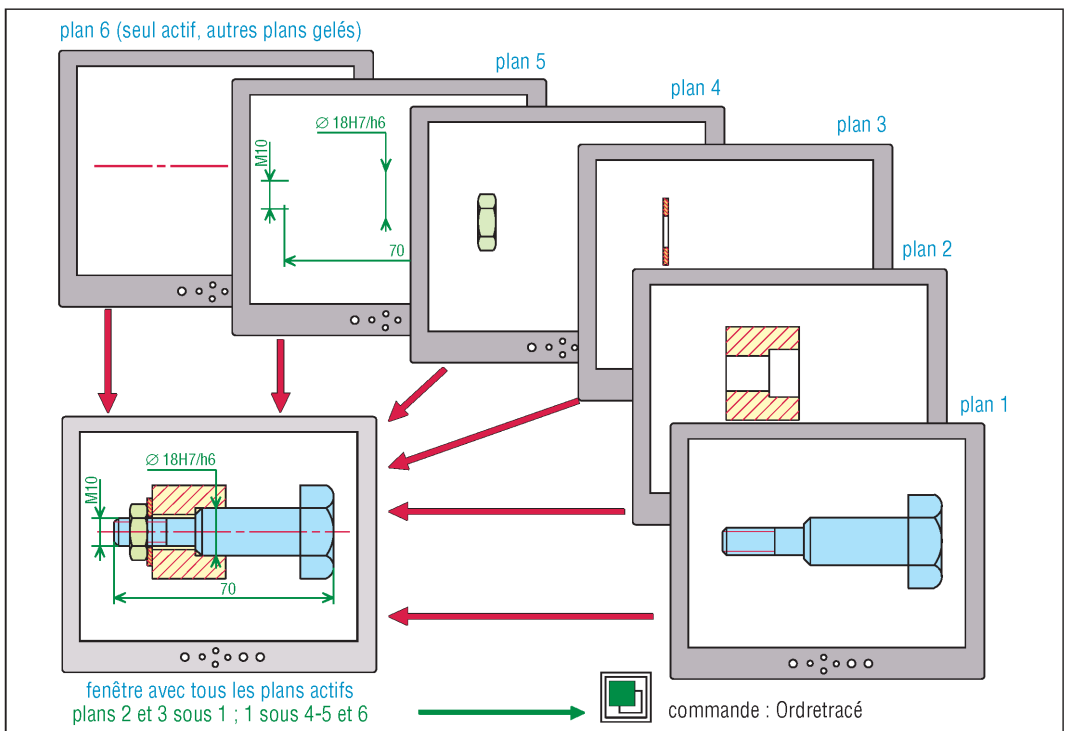 plan 6 (seul actif, autres plans gelés)
plan 5
plan 4
plan 3
plan 2
plan 1
∅ 18H7/h6
M10
70
∅ 18H7/h6
M10
70
fenêtre avec tous les plans actifs
plans 2 et 3 sous 1 ; 1 sous 4-5 et 6
commande : Ordretracé